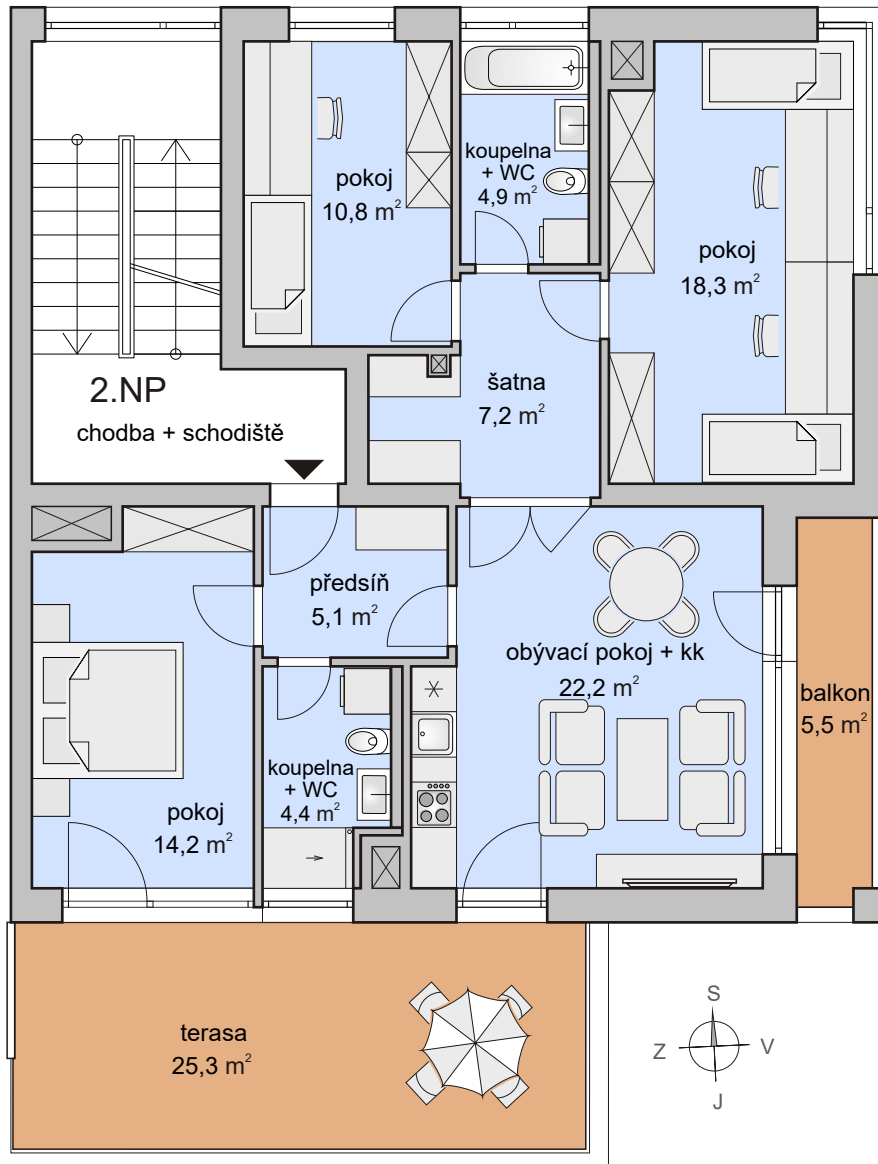 koupelna
+ WC
4,9 m²
pokoj
10,8 m²
pokoj
18,3 m²
šatna
7,2 m²
2.NP
chodba + schodiště
předsíň
5,1 m²
obývací pokoj + kk
22,2 m²
balkon
5,5 m²
koupelna
+ WC
4,4 m²
pokoj
14,2 m²
terasa
25,3 m²
S
Z V
J